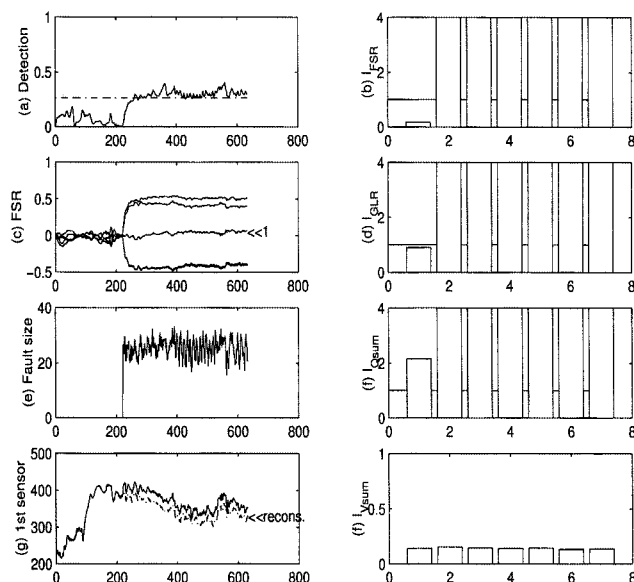 (a) Detection
1
0.5
0
0 200 400 600 800
(b) I_FSR
4
2
0
0 2 4 6 8
(c) FSR
1
0.5
0
−0.5
0 200 400 600 800
<<1
(d) I_GLR
4
2
0
0 2 4 6 8
(e) Fault size
40
20
0
0 200 400 600 800
(f) I_Qsum
4
2
0
0 2 4 6 8
(g) 1st sensor
500
400
300
200
0 200 400 600 800
<<recons.
(f) I_Vsum
1
0.5
0
0 2 4 6 8